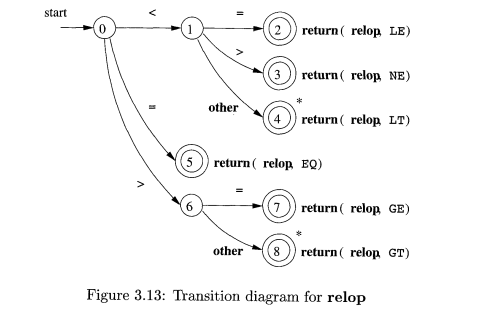 start
<
=
0
1
2
return( relop, LE)
>
3
return( relop, NE)
other
*
4
return( relop, LT)
=
5
return( relop, EQ)
>
=
6
7
return( relop, GE)
other
*
8
return( relop, GT)
Figure 3.13: Transition diagram for relop